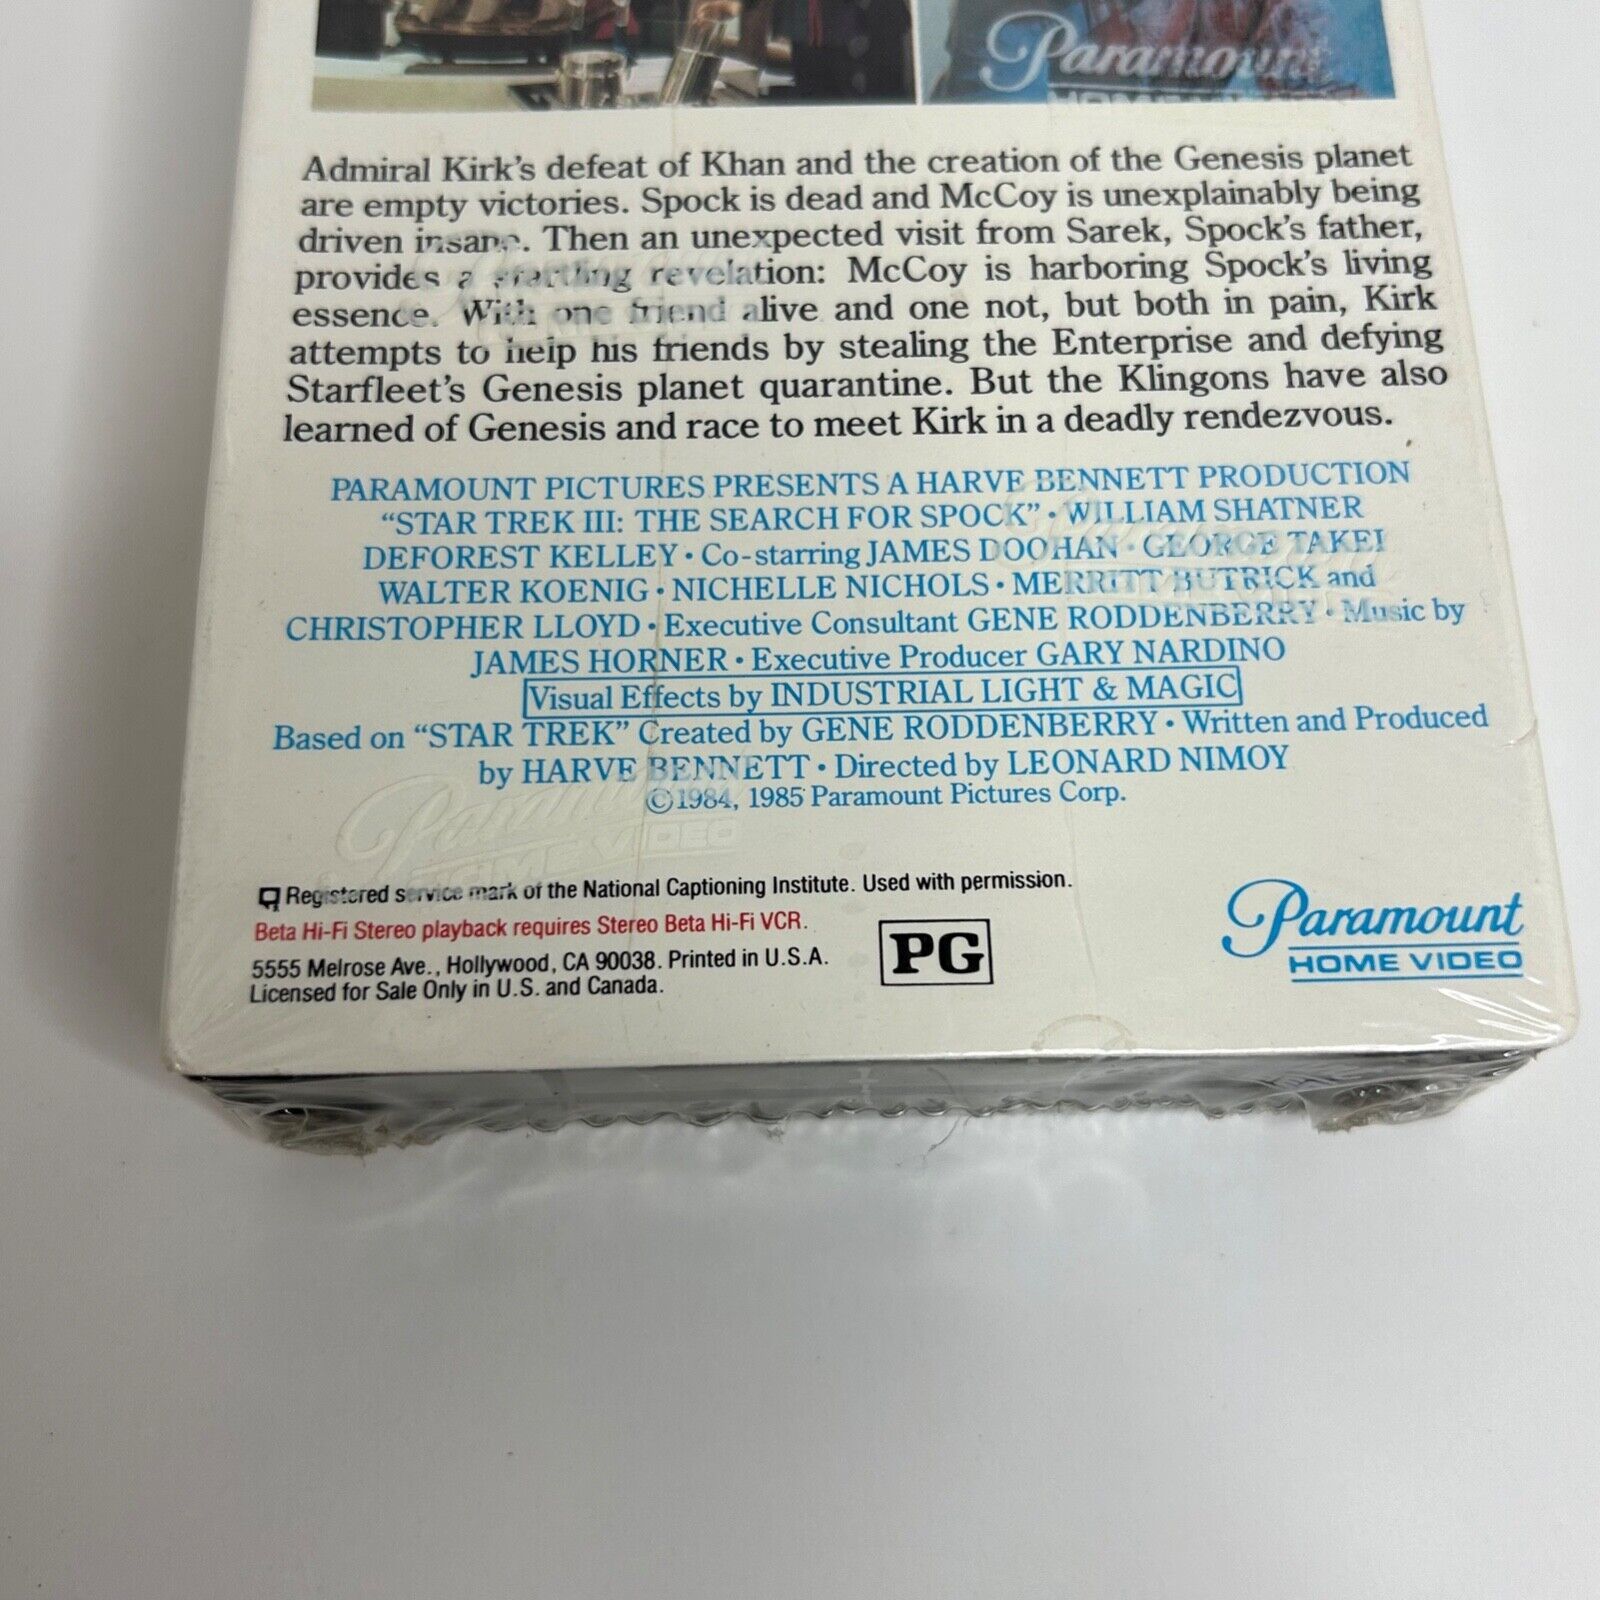 Paramount
HOME VIDEO
Admiral Kirk's defeat of Khan and the creation of the Genesis planet
are empty victories. Spock is dead and McCoy is unexplainably being
driven insane. Then an unexpected visit from Sarek, Spock's father,
provides a startling revelation: McCoy is harboring Spock's living
essence. With one friend alive and one not, but both in pain, Kirk
attempts to help his friends by stealing the Enterprise and defying
Starfleet's Genesis planet quarantine. But the Klingons have also
learned of Genesis and race to meet Kirk in a deadly rendezvous.
PARAMOUNT PICTURES PRESENTS A HARVE BENNETT PRODUCTION
"STAR TREK III: THE SEARCH FOR SPOCK" • WILLIAM SHATNER
DEFOREST KELLEY • Co-starring JAMES DOOHAN • GEORGE TAKEI
WALTER KOENIG • NICHELLE NICHOLS • MERRITT BUTRICK and
CHRISTOPHER LLOYD • Executive Consultant GENE RODDENBERRY • Music by
JAMES HORNER • Executive Producer GARY NARDINO
Visual Effects by INDUSTRIAL LIGHT & MAGIC
Based on "STAR TREK" Created by GENE RODDENBERRY • Written and Produced
by HARVE BENNETT • Directed by LEONARD NIMOY
©1984, 1985 Paramount Pictures Corp.
Paramount
HOME VIDEO
Registered service mark of the National Captioning Institute. Used with permission.
Beta Hi-Fi Stereo playback requires Stereo Beta Hi-Fi VCR.
5555 Melrose Ave., Hollywood, CA 90038. Printed in U.S.A.
Licensed for Sale Only in U.S. and Canada.
PG
Paramount
HOME VIDEO